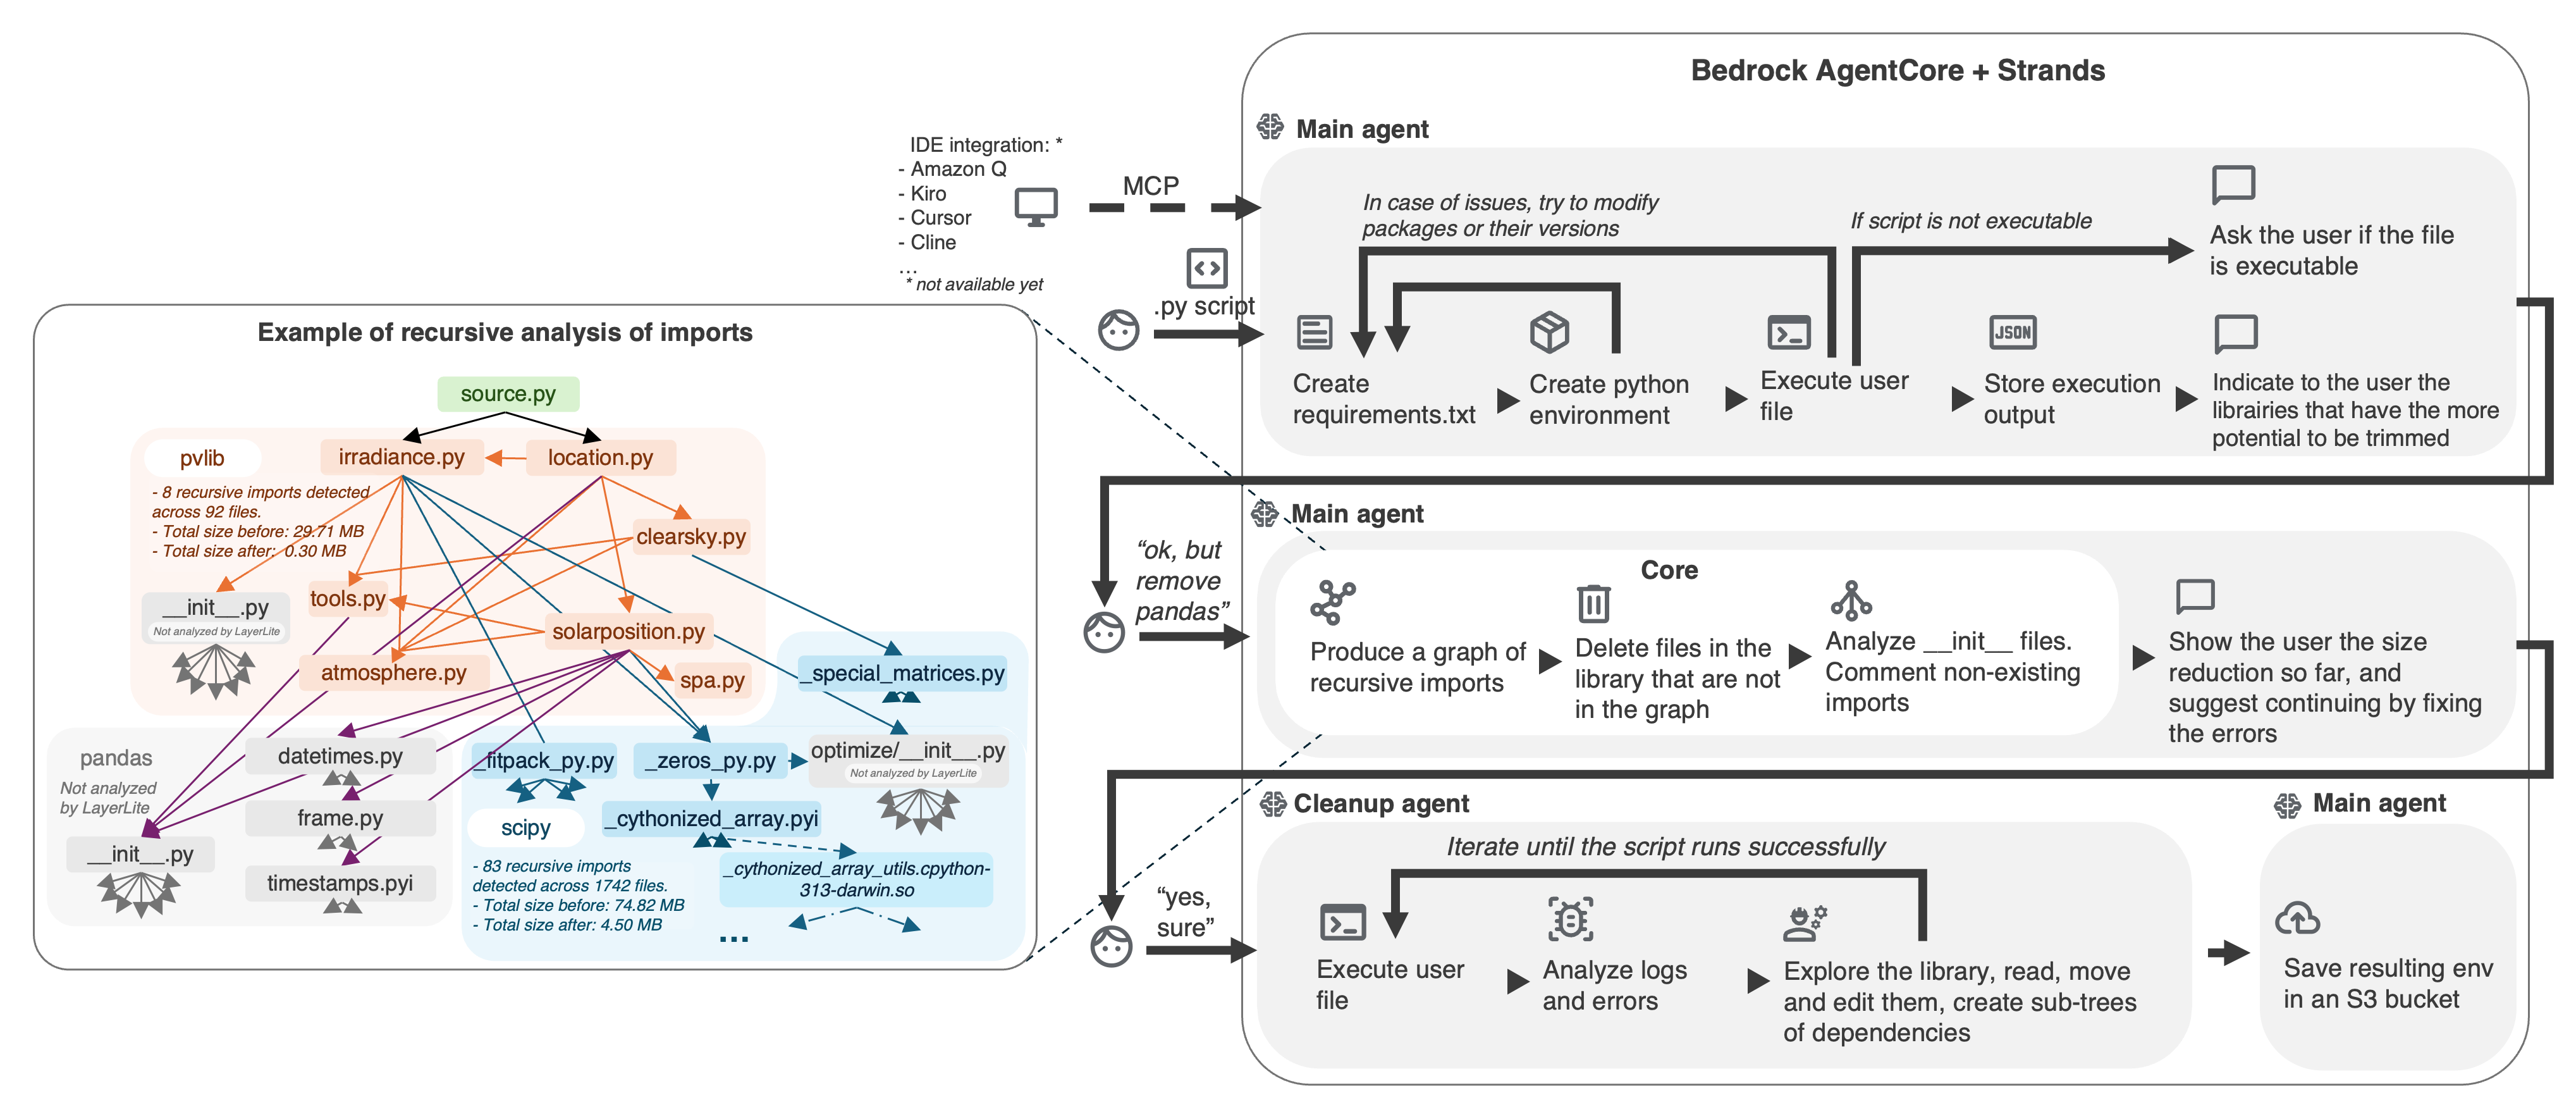 Bedrock AgentCore + Strands
Main agent
IDE integration: *
- Amazon Q
- Kiro
- Cursor
- Cline
...
* not available yet
MCP
.py script
In case of issues, try to modify
packages or their versions
If script is not executable
Ask the user if the file
is executable
Create
requirements.txt
Create python
environment
Execute user
file
JSON
Store execution
output
Indicate to the user the
librairies that have the more
potential to be trimmed
Example of recursive analysis of imports
source.py
pvlib
irradiance.py
location.py
- 8 recursive imports detected
across 92 files.
- Total size before: 29.71 MB
- Total size after: 0.30 MB
clearsky.py
__init__.py
Not analyzed by LayerLite
tools.py
solarposition.py
atmosphere.py
spa.py
_special_matrices.py
pandas
Not analyzed
by LayerLite
datetimes.py
frame.py
__init__.py
timestamps.pyi
_fitpack_py.py
_zeros_py.py
optimize/__init__.py
Not analyzed by LayerLite
scipy
_cythonized_array.pyi
- 83 recursive imports
detected across 1742 files.
- Total size before: 74.82 MB
- Total size after: 4.50 MB
_cythonized_array_utils.cpython-
313-darwin.so
...
Main agent
“ok, but
remove
pandas”
Core
Produce a graph of
recursive imports
Delete files in the
library that are not
in the graph
Analyze __init__ files.
Comment non-existing
imports
Show the user the size
reduction so far, and
suggest continuing by fixing
the errors
Cleanup agent
“yes,
sure”
Iterate until the script runs successfully
Execute user
file
Analyze logs
and errors
Explore the library, read, move
and edit them, create sub-trees
of dependencies
Main agent
Save resulting env
in an S3 bucket